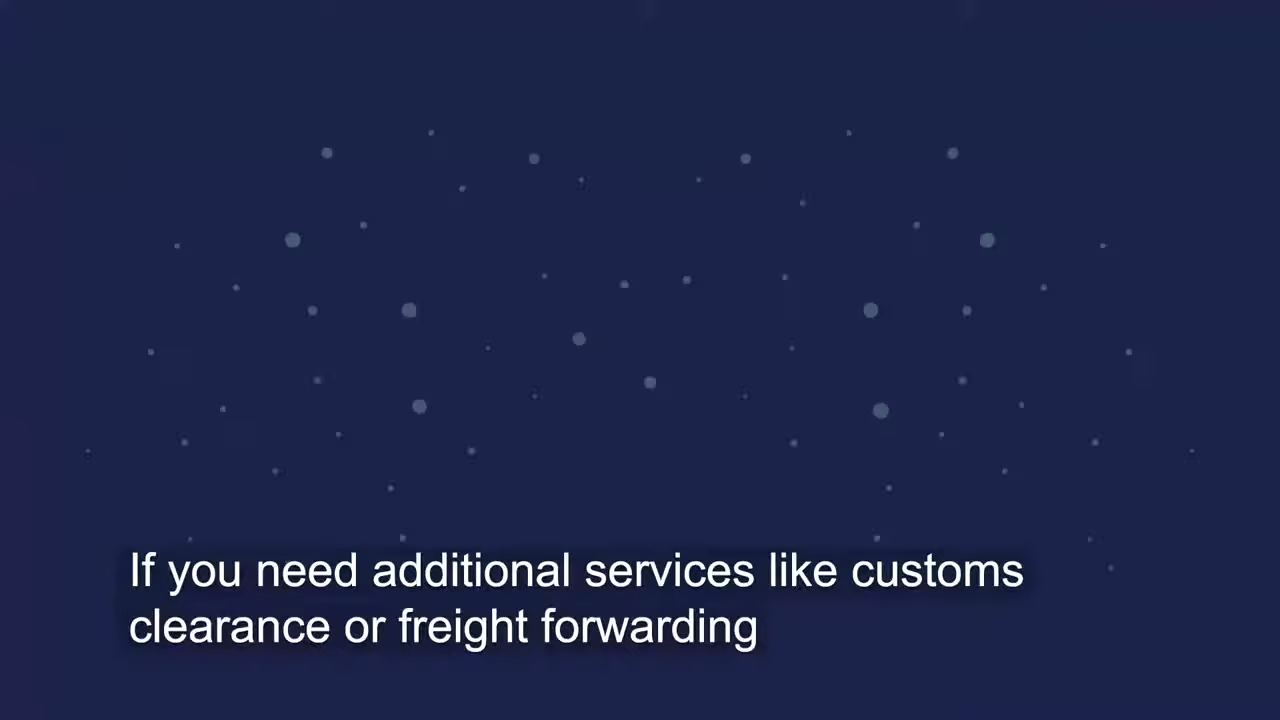 If you need additional services like customs
clearance or freight forwarding